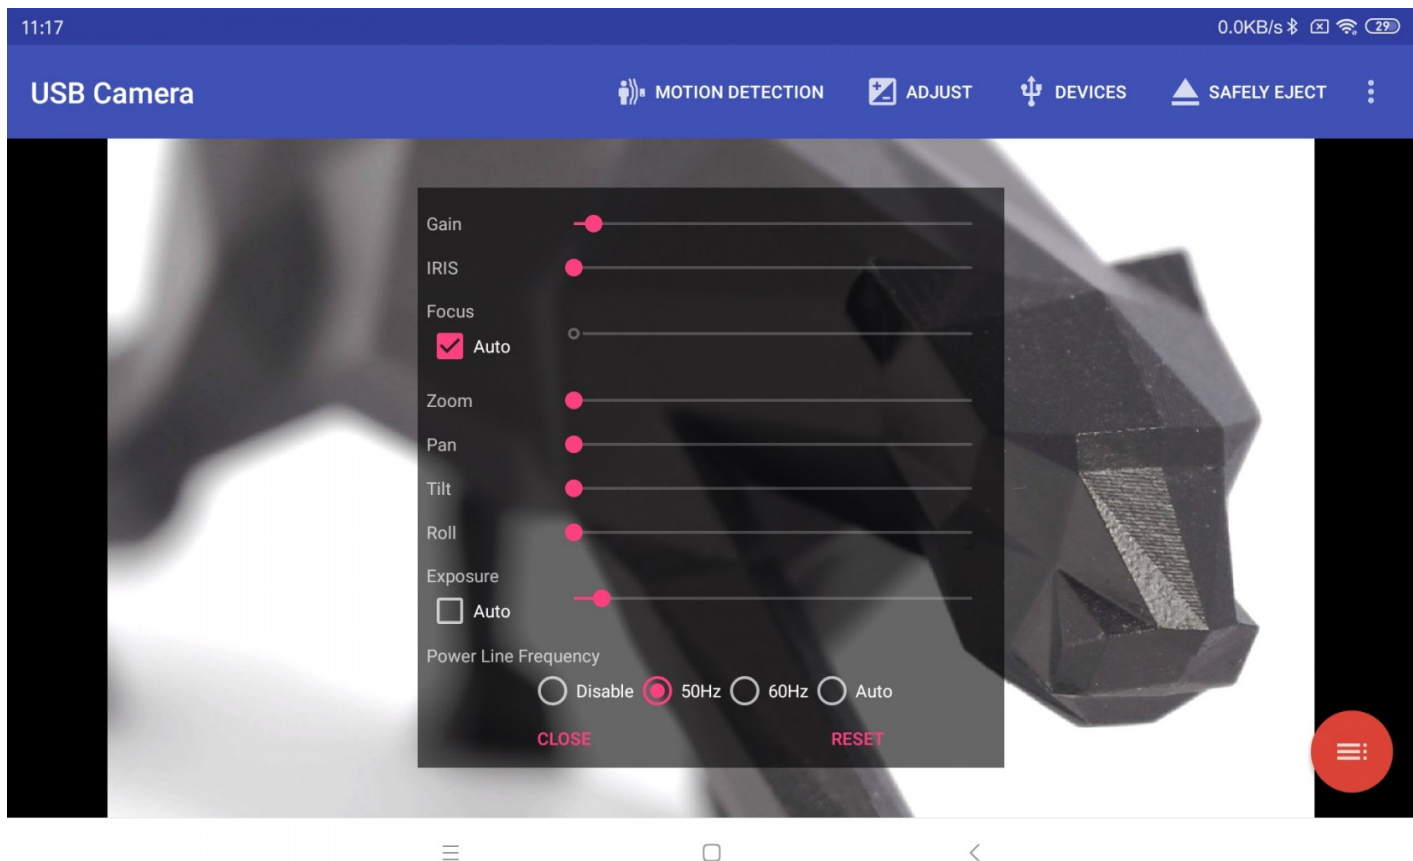 11:17 0.0KB/s 29
USB Camera MOTION DETECTION ADJUST DEVICES SAFELY EJECT
Gain
IRIS
Focus
Auto
Zoom
Pan
Tilt
Roll
Exposure
Auto
Power Line Frequency
Disable 50Hz 60Hz Auto
CLOSE RESET